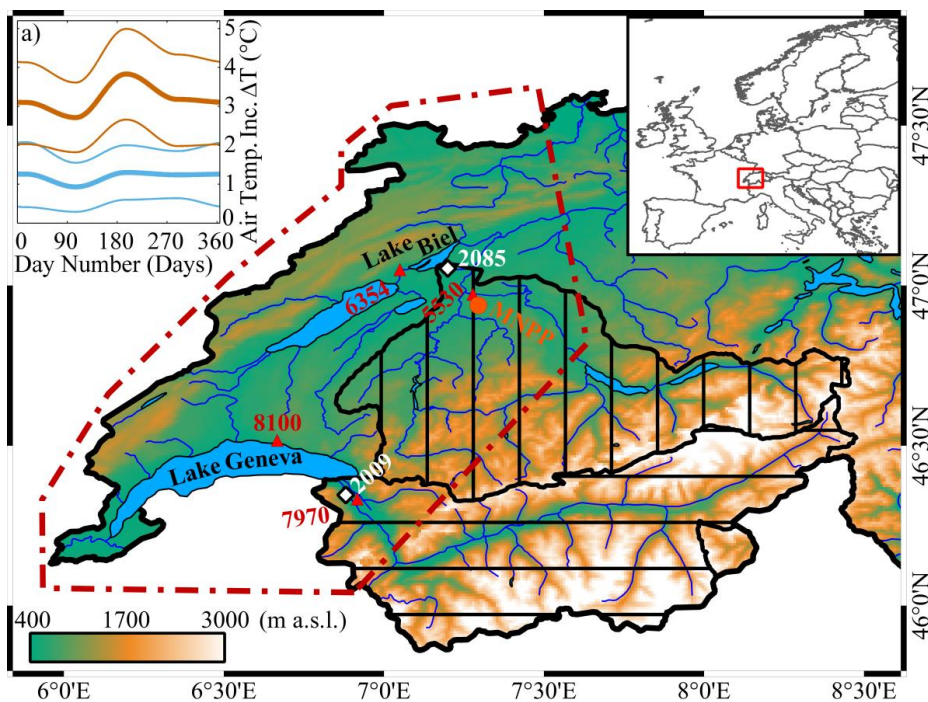 a)
0
1
2
3
4
5
Air Temp. Inc. ΔT (°C)
0
90
180
270
360
Day Number (Days)
47°30'N
47°0'N
46°30'N
46°0'N
Lake Biel
2085
6354
5530
MNPP
8100
Lake Geneva
2009
7970
400
1700
3000
(m a.s.l.)
6°0'E
6°30'E
7°0'E
7°30'E
8°0'E
8°30'E